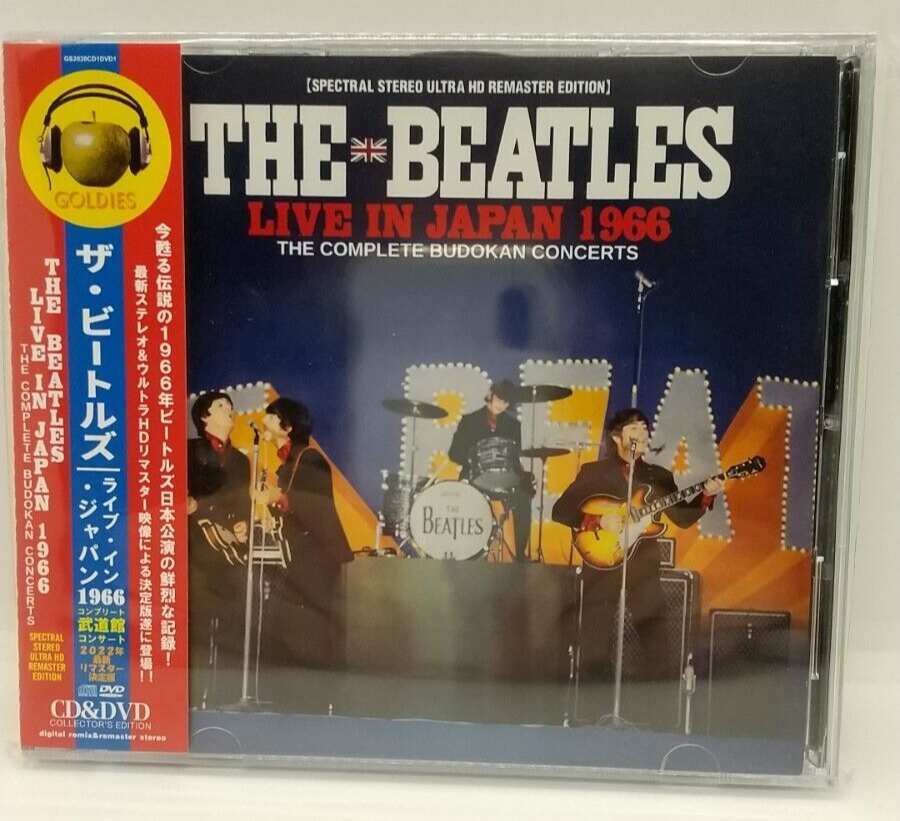 GS2020CD1DVD1
GOLDIES
今甦る伝説の1966年ビートルズ日本公演の鮮烈な記録！
最新ステレオ&ウルトラHDリマスター映像による決定版遂に登場！！
ザ・ビートルズ
ライブ・イン・ジャパン1966
コンプリート
武道館
コンサート
2022年
最新
リマスター
決定版
THE BEATLES
LIVE IN JAPAN 1966
THE COMPLETE BUDOKAN CONCERTS
SPECTRAL
STEREO
ULTRA HD
REMASTER
EDITION
DVD
CD&DVD
COLLECTOR'S EDITION
digital remix&remaster stereo
【SPECTRAL STEREO ULTRA HD REMASTER EDITION】
THE BEATLES
LIVE IN JAPAN 1966
THE COMPLETE BUDOKAN CONCERTS
BEAT
THE
BEATLES